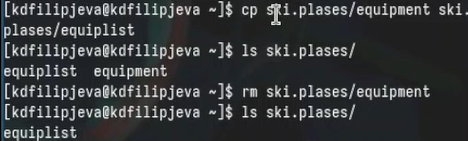 [kdfilipjeva@kdfilipjeva ~]$ cp ski.plases/equipment ski.
plases/equiplist
[kdfilipjeva@kdfilipjeva ~]$ ls ski.plases/
equiplist  equipment
[kdfilipjeva@kdfilipjeva ~]$ rm ski.plases/equipment
[kdfilipjeva@kdfilipjeva ~]$ ls ski.plases/
equiplist